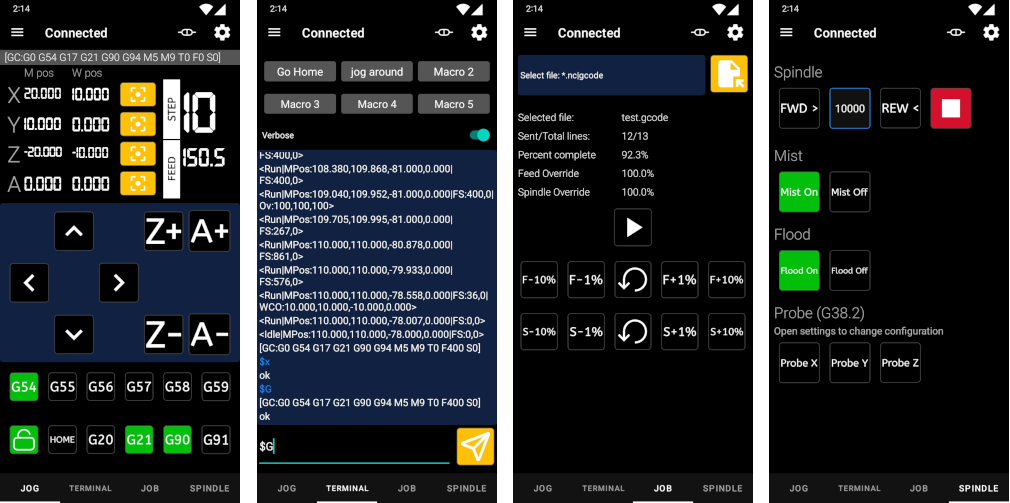 2:14
Connected
[GC:G0 G54 G17 G21 G90 G94 M5 M9 T0 F0 S0]
M pos W pos
X 20.000 10.000
Y 10.000 0.000
Z -20.000 -10.000
A 0.000 0.000
STEP 10
FEED 150.5
Z+ A+
Z- A-
G54 G55 G56 G57 G58 G59
HOME G20 G21 G90 G91
JOG TERMINAL JOB SPINDLE
2:14
Connected
Go Home jog around Macro 2
Macro 3 Macro 4 Macro 5
Verbose
FS:400,0>
<Run|MPos:108.380,109.868,-81.000,0.000|
FS:400,0>
<Run|MPos:109.040,109.952,-81.000,0.000|FS:400,0|
Ov:100,100,100>
<Run|MPos:109.705,109.995,-81.000,0.000|
FS:267,0>
<Run|MPos:110.000,110.000,-80.878,0.000|
FS:861,0>
<Run|MPos:110.000,110.000,-79.933,0.000|
FS:576,0>
<Run|MPos:110.000,110.000,-78.558,0.000|FS:36,0|
WCO:10.000,10.000,-10.000,0.000>
<Run|MPos:110.000,110.000,-78.007,0.000|FS:0,0>
<Idle|MPos:110.000,110.000,-78.000,0.000|FS:0,0>
[GC:G0 G54 G17 G21 G90 G94 M5 M9 T0 F400 S0]
$x
ok
$G
[GC:G0 G54 G17 G21 G90 G94 M5 M9 T0 F400 S0]
ok
$G
JOG TERMINAL JOB SPINDLE
2:14
Connected
Select file: *.nc|gcode
Selected file: test.gcode
Sent/Total lines: 12/13
Percent complete 92.3%
Feed Override 100.0%
Spindle Override 100.0%
F-10% F-1% F+1% F+10%
S-10% S-1% S+1% S+10%
JOG TERMINAL JOB SPINDLE
2:14
Connected
Spindle
FWD > 10000 REW <
Mist
Mist On Mist Off
Flood
Flood On Flood Off
Probe (G38.2)
Open settings to change configuration
Probe X Probe Y Probe Z
JOG TERMINAL JOB SPINDLE